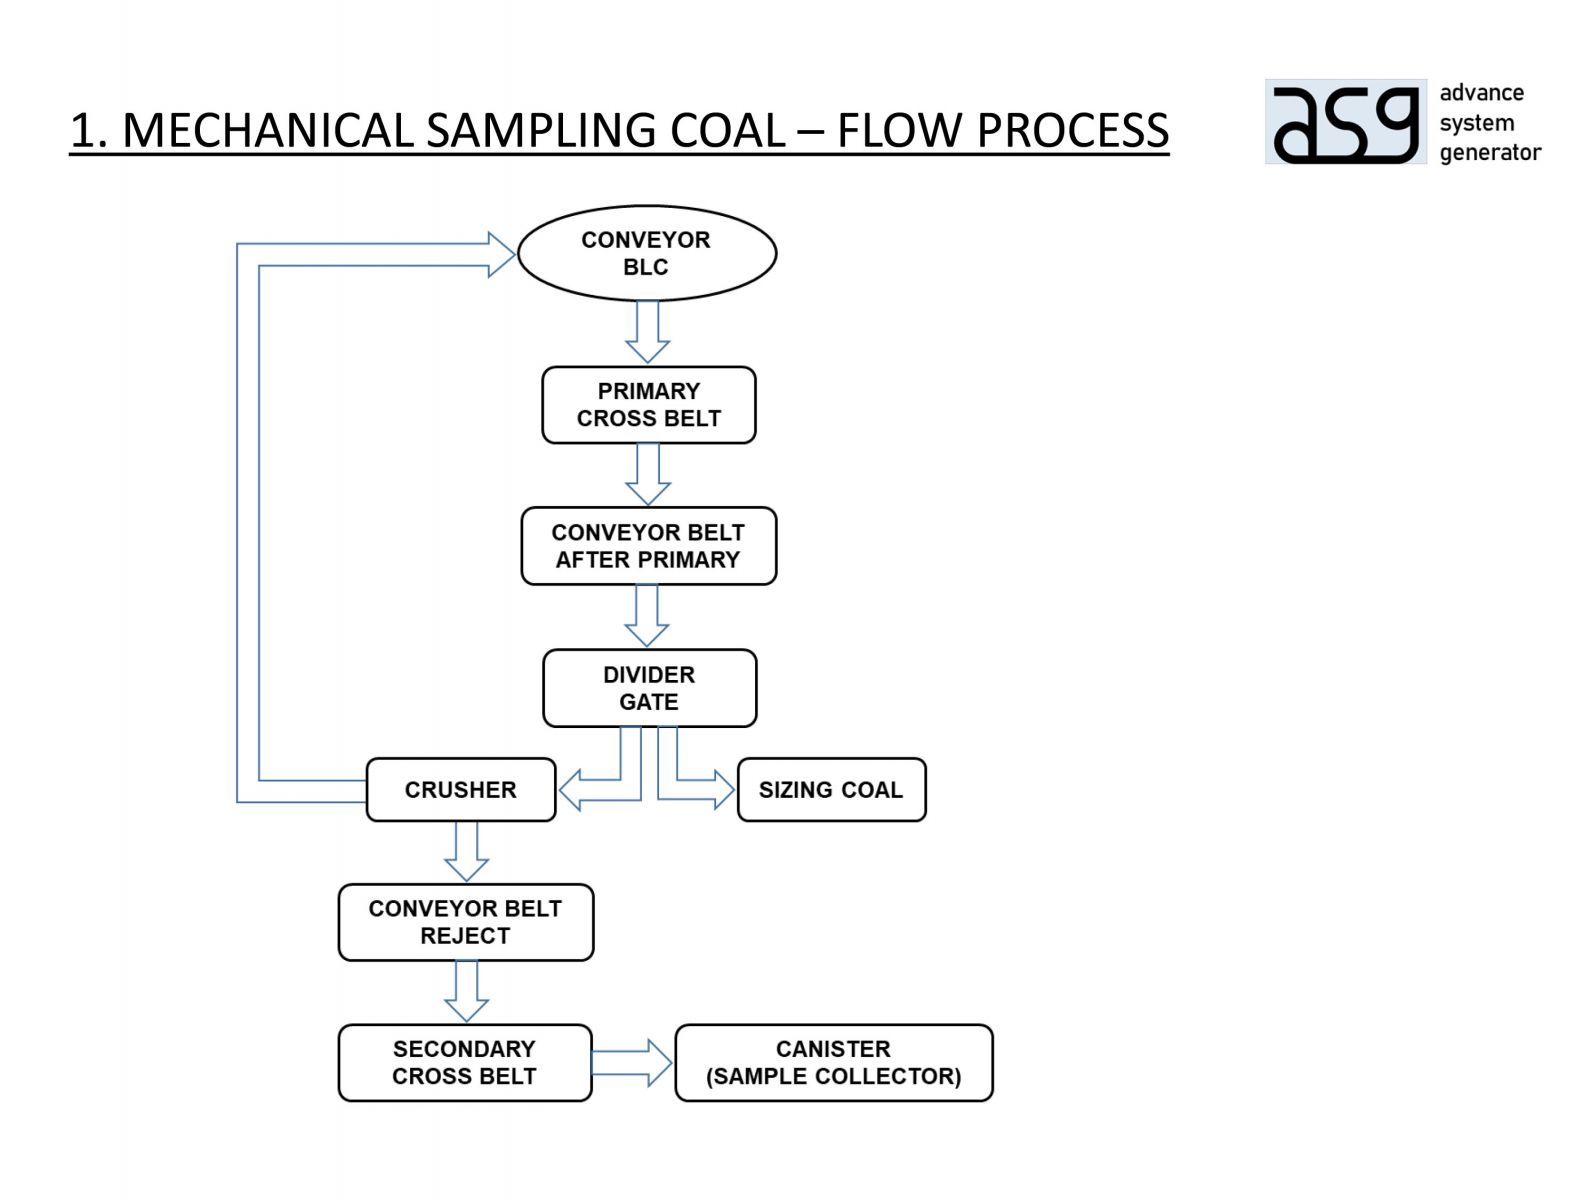 1. MECHANICAL SAMPLING COAL – FLOW PROCESS
asg
advance
system
generator
CONVEYOR
BLC
PRIMARY
CROSS BELT
CONVEYOR BELT
AFTER PRIMARY
DIVIDER
GATE
CRUSHER
SIZING COAL
CONVEYOR BELT
REJECT
SECONDARY
CROSS BELT
CANISTER
(SAMPLE COLLECTOR)